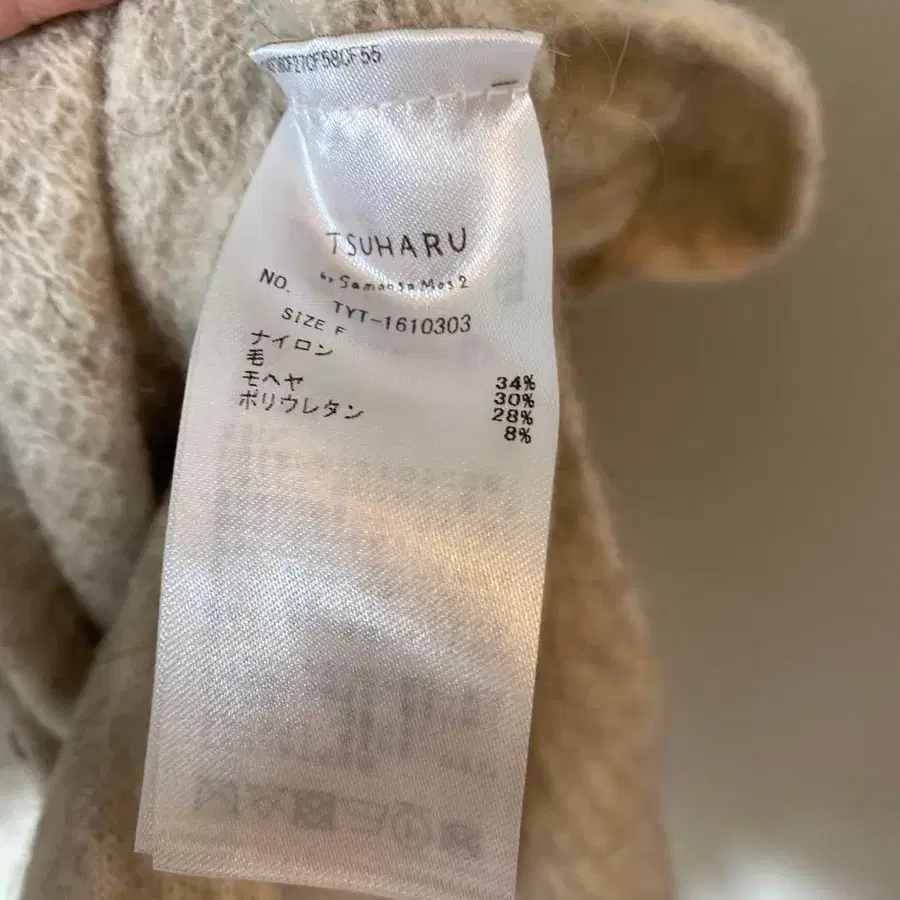 TSUHARU
by Samansa Mos2
NO. TYT-1610303
SIZE F
ナイロン 34%
毛 30%
モヘヤ 28%
ポリウレタン 8%